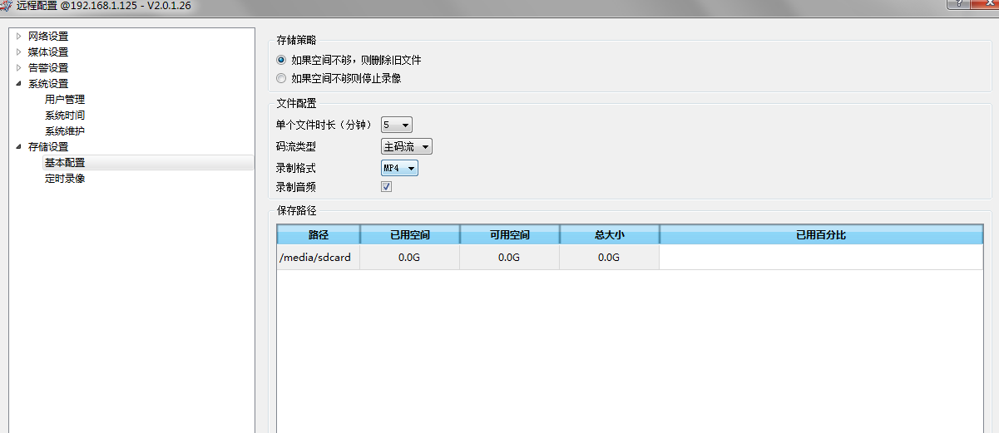 远程配置 @192.168.1.125 - V2.0.1.26
网络设置
媒体设置
告警设置
系统设置
用户管理
系统时间
系统维护
存储设置
基本配置
定时录像
存储策略
如果空间不够，则删除旧文件
如果空间不够则停止录像
文件配置
单个文件时长（分钟） 5
码流类型 主码流
录制格式 MP4
录制音频
保存路径
路径 已用空间 可用空间 总大小 已用百分比
/media/sdcard 0.0G 0.0G 0.0G